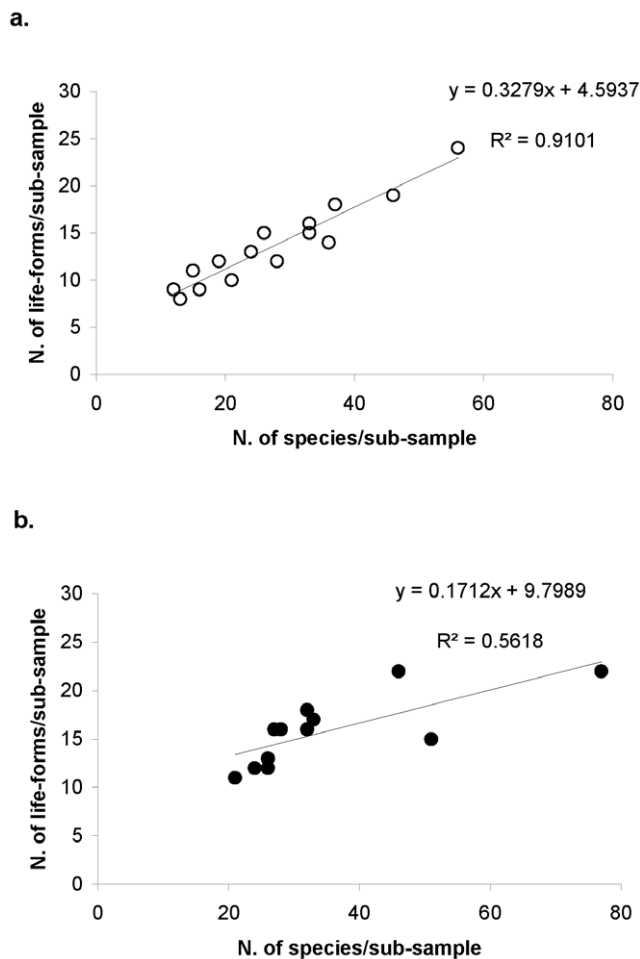 a.
y = 0.3279x + 4.5937
R² = 0.9101
30
25
20
15
10
5
0
N. of life-forms/sub-sample
0 20 40 60 80
N. of species/sub-sample
b.
y = 0.1712x + 9.7989
R² = 0.5618
30
25
20
15
10
5
0
N. of life-forms/sub-sample
0 20 40 60 80
N. of species/sub-sample